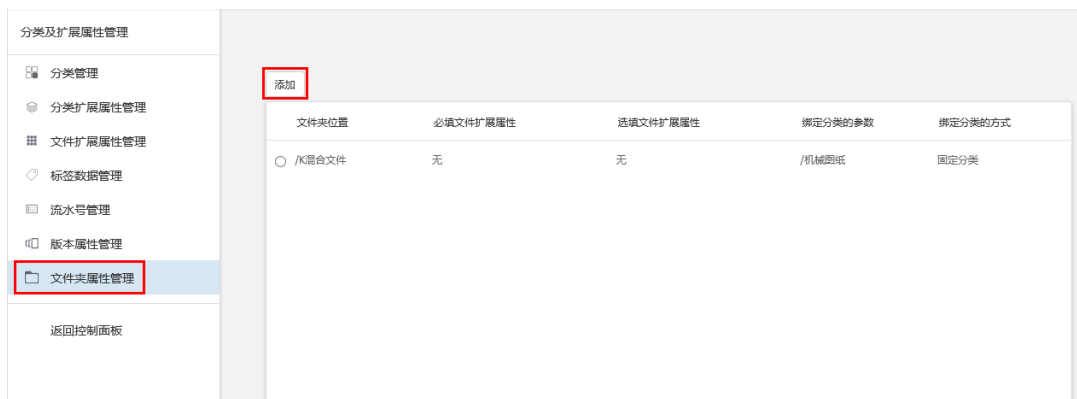 分类及扩展属性管理
分类管理
分类扩展属性管理
文件扩展属性管理
标签数据管理
流水号管理
版本属性管理
文件夹属性管理
返回控制面板
添加
文件夹位置 必填文件扩展属性 选填文件扩展属性 绑定分类的参数 绑定分类的方式
/K混合文件 无 无 /机械图纸 固定分类